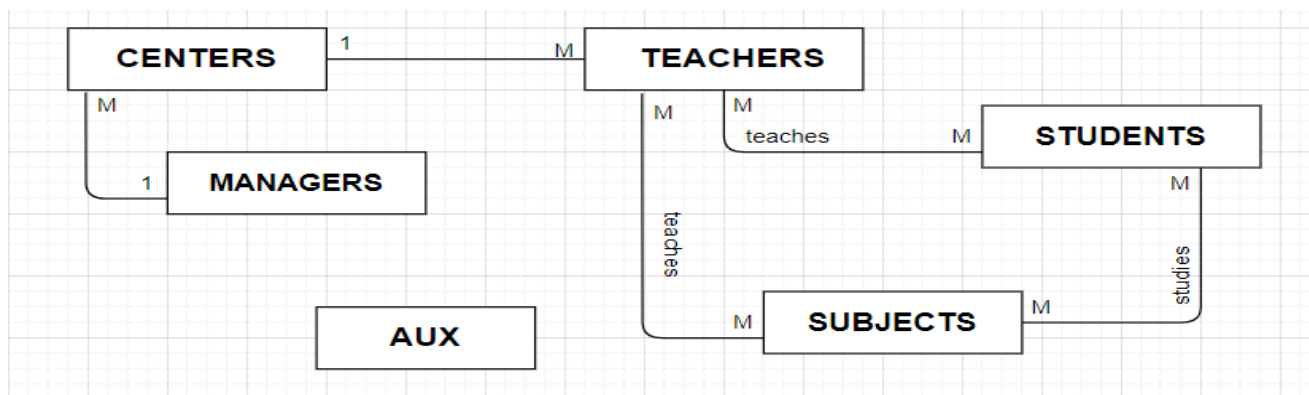 CENTERS
1
M
TEACHERS
M
MANAGERS
1
M
M
teaches
M
STUDENTS
M
teaches
studies
AUX
M
SUBJECTS
M